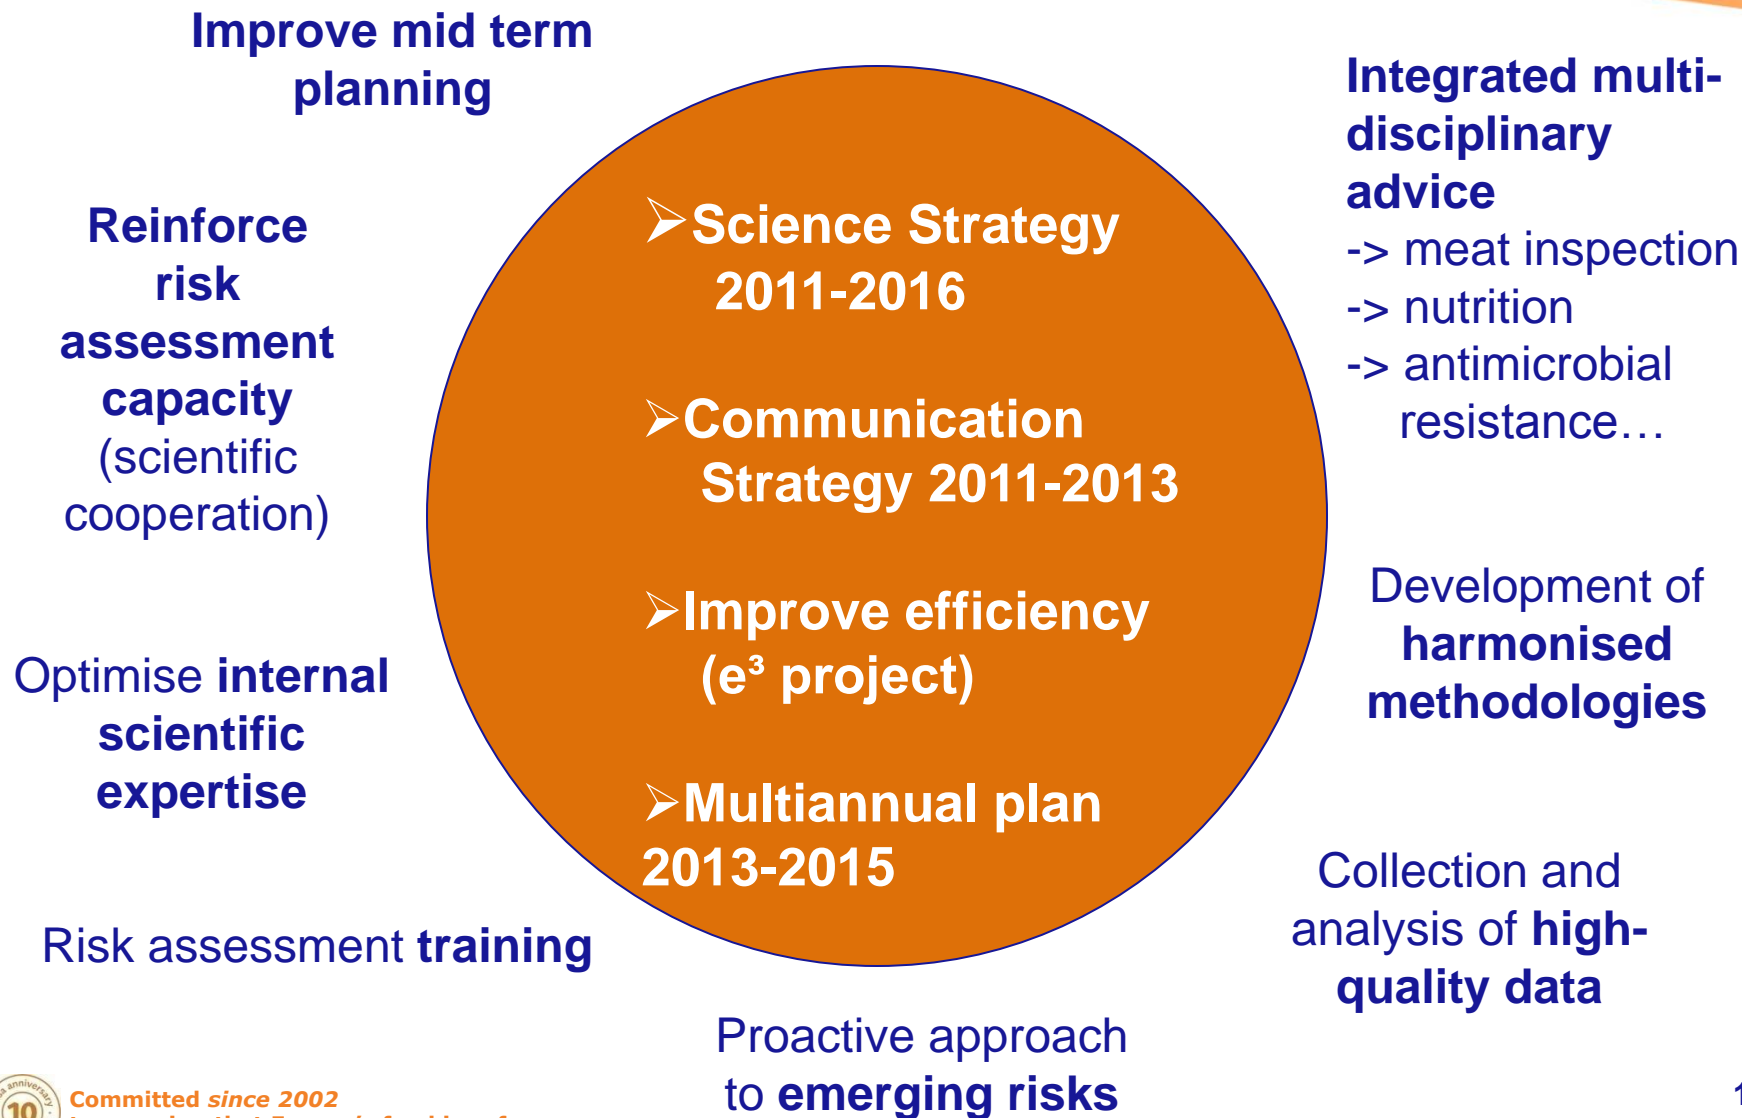 Improve mid term
planning
Integrated multi-
disciplinary
advice
-> meat inspection
-> nutrition
-> antimicrobial
resistance…
Reinforce
risk
assessment
capacity
(scientific
cooperation)
➢Science Strategy
2011-2016
➢Communication
Strategy 2011-2013
➢Improve efficiency
(e³ project)
➢Multiannual plan
2013-2015
Development of
harmonised
methodologies
Optimise internal
scientific
expertise
Collection and
analysis of high-
quality data
Risk assessment training
Proactive approach
to emerging risks
anniversary
10
Committed since 2002